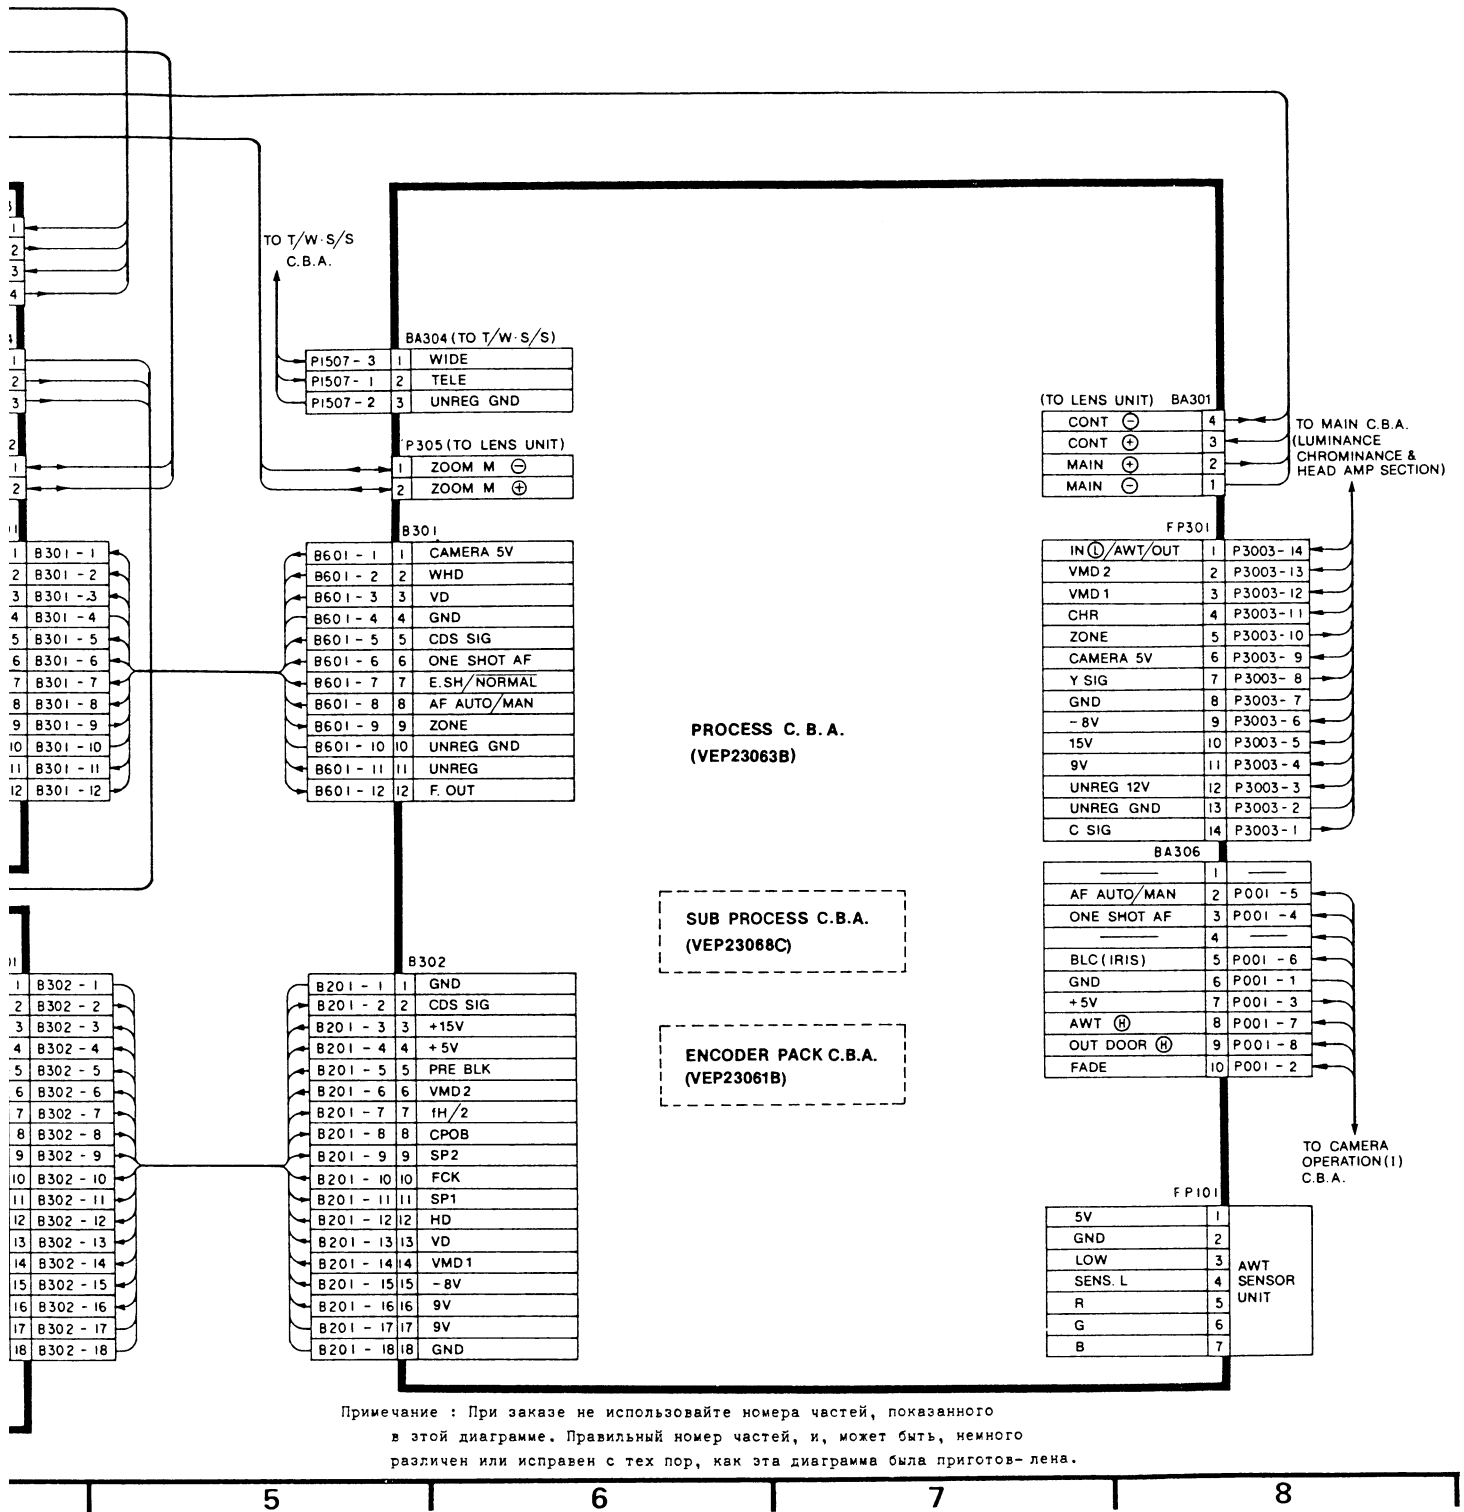 TO T/W·S/S
C.B.A.
BA304 (TO T/W·S/S)
P1507-3 1 WIDE
P1507-1 2 TELE
P1507-2 3 UNREG GND
P305 (TO LENS UNIT)
1 ZOOM M ⊖
2 ZOOM M ⊕
(TO LENS UNIT) BA301
CONT ⊖ 4
CONT ⊕ 3
MAIN ⊕ 2
MAIN ⊖ 1
TO MAIN C.B.A.
(LUMINANCE
CHROMINANCE &
HEAD AMP SECTION)
3
1
2
3
4
4
1
2
3
2
1
2
01
1 B301-1
2 B301-2
3 B301-3
4 B301-4
5 B301-5
6 B301-6
7 B301-7
8 B301-8
9 B301-9
10 B301-10
11 B301-11
12 B301-12
B301
B601-1 1 CAMERA 5V
B601-2 2 WHD
B601-3 3 VD
B601-4 4 GND
B601-5 5 CDS SIG
B601-6 6 ONE SHOT AF
B601-7 7 E.SH/NORMAL
B601-8 8 AF AUTO/MAN
B601-9 9 ZONE
B601-10 10 UNREG GND
B601-11 11 UNREG
B601-12 12 F. OUT
FP301
IN Ⓛ/AWT/OUT 1 P3003-14
VMD 2 2 P3003-13
VMD 1 3 P3003-12
CHR 4 P3003-11
ZONE 5 P3003-10
CAMERA 5V 6 P3003-9
Y SIG 7 P3003-8
GND 8 P3003-7
-8V 9 P3003-6
15V 10 P3003-5
9V 11 P3003-4
UNREG 12V 12 P3003-3
UNREG GND 13 P3003-2
C SIG 14 P3003-1
PROCESS C. B. A.
(VEP23063B)
SUB PROCESS C.B.A.
(VEP23068C)
ENCODER PACK C.B.A.
(VEP23061B)
BA306
—— 1 ——
AF AUTO/MAN 2 P001-5
ONE SHOT AF 3 P001-4
—— 4 ——
BLC (IRIS) 5 P001-6
GND 6 P001-1
+5V 7 P001-3
AWT Ⓗ 8 P001-7
OUT DOOR Ⓗ 9 P001-8
FADE 10 P001-2
TO CAMERA
OPERATION (I)
C.B.A.
01
1 B302-1
2 B302-2
3 B302-3
4 B302-4
5 B302-5
6 B302-6
7 B302-7
8 B302-8
9 B302-9
10 B302-10
11 B302-11
12 B302-12
13 B302-13
14 B302-14
15 B302-15
16 B302-16
17 B302-17
18 B302-18
B302
B201-1 1 GND
B201-2 2 CDS SIG
B201-3 3 +15V
B201-4 4 +5V
B201-5 5 PRE BLK
B201-6 6 VMD2
B201-7 7 fH/2
B201-8 8 CPOB
B201-9 9 SP2
B201-10 10 FCK
B201-11 11 SP1
B201-12 12 HD
B201-13 13 VD
B201-14 14 VMD1
B201-15 15 -8V
B201-16 16 9V
B201-17 17 9V
B201-18 18 GND
FP101
5V 1
GND 2
LOW 3
SENS. L 4
R 5
G 6
B 7
AWT
SENSOR
UNIT
Примечание : При заказе не использовайте номера частей, показанного
в этой диаграмме. Правильный номер частей, и, может быть, немного
различен или исправен с тех пор, как эта диаграмма была приготов- лена.
5 6 7 8